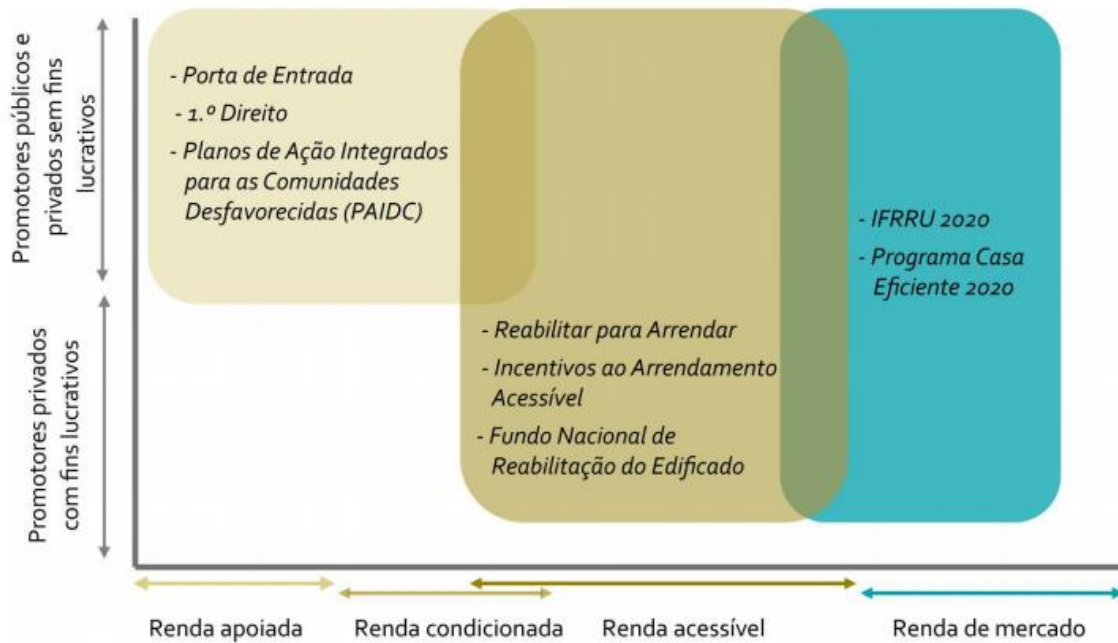 Promotores públicos e
privados sem fins
lucrativos
- Porta de Entrada
- 1.º Direito
- Planos de Ação Integrados
para as Comunidades
Desfavorecidas (PAIDC)
- IFRRU 2020
- Programa Casa
Eficiente 2020
Promotores privados
com fins lucrativos
- Reabilitar para Arrendar
- Incentivos ao Arrendamento
Acessível
- Fundo Nacional de
Reabilitação do Edificado
Renda apoiada
Renda condicionada
Renda acessível
Renda de mercado